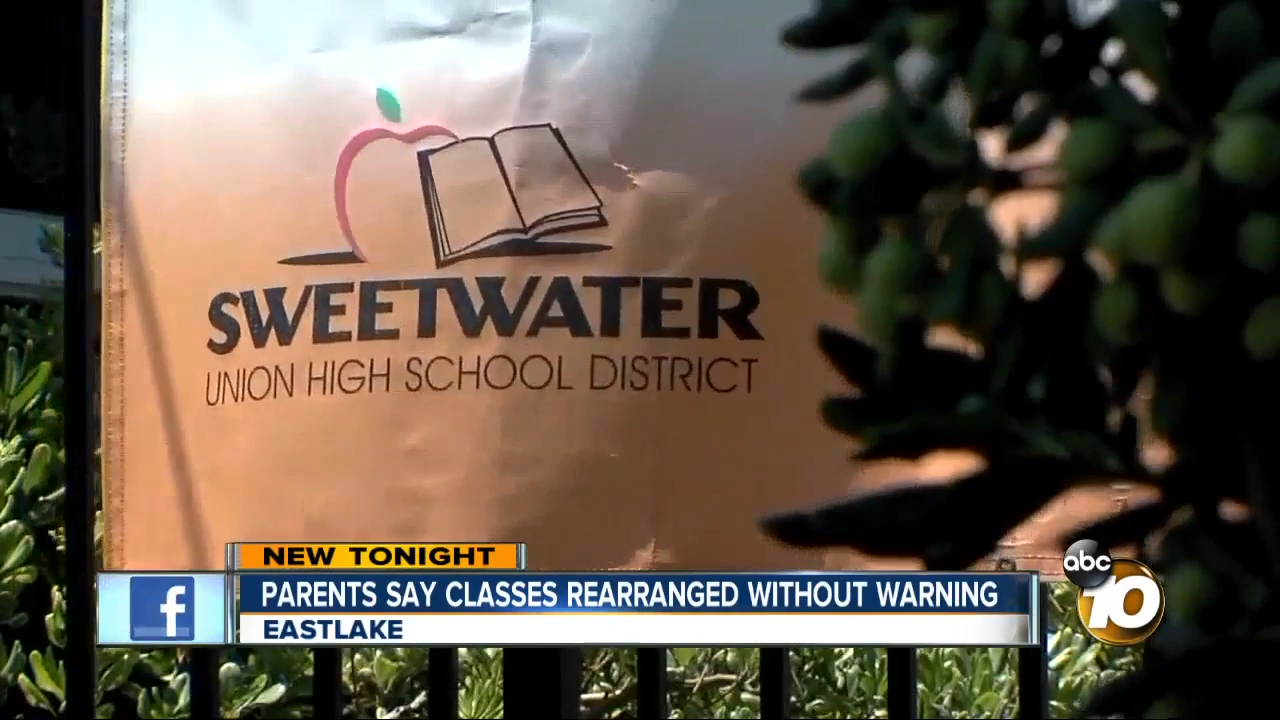 SWEETWATER
UNION HIGH SCHOOL DISTRICT
NEW TONIGHT
PARENTS SAY CLASSES REARRANGED WITHOUT WARNING
EASTLAKE
f
abc
10